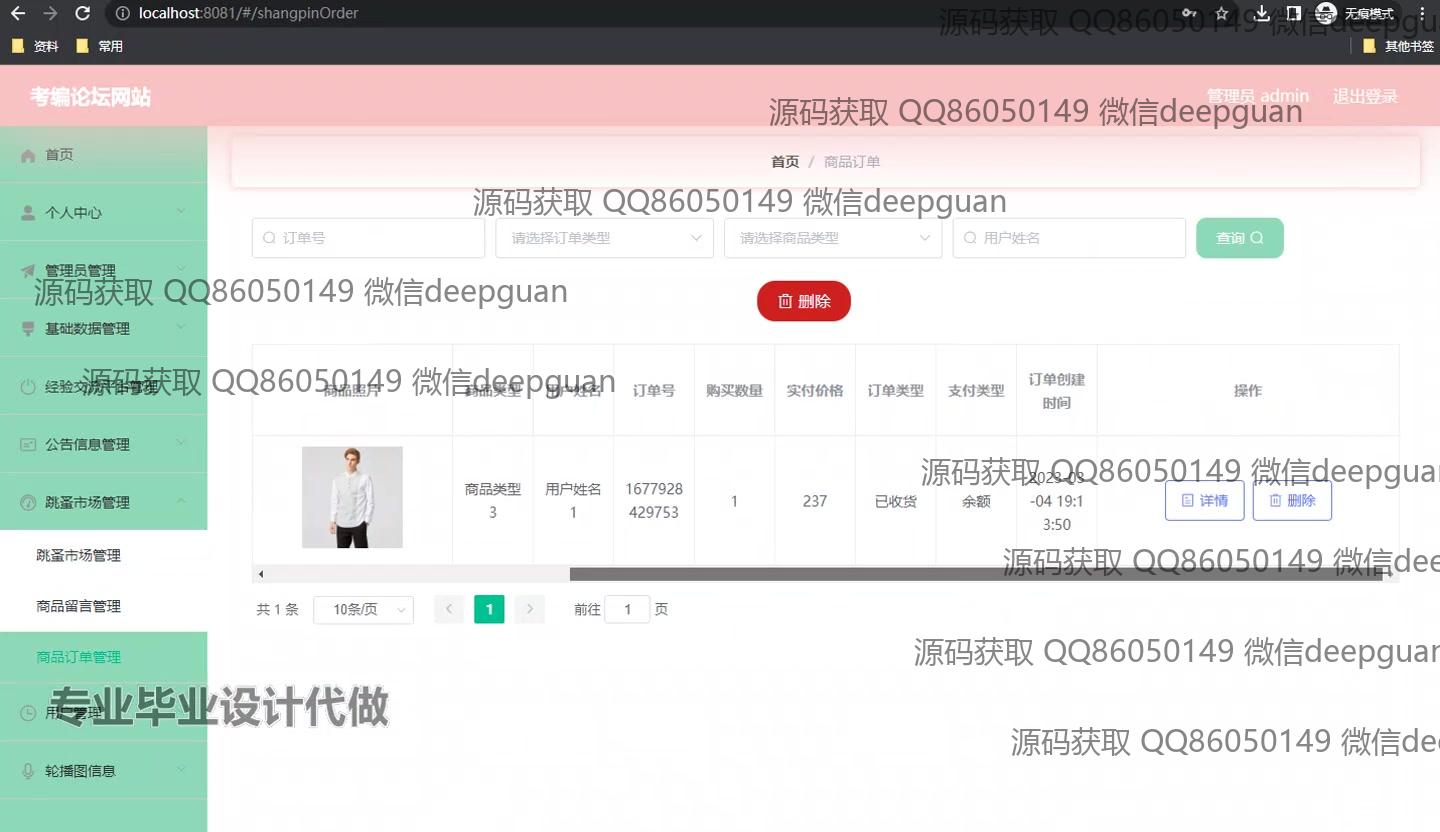 localhost:8081/#/shangpinOrder
无痕模式
资料
常用
其他书签
源码获取 QQ86050149 微信deepgu
考编论坛网站
管理员 admin
退出登录
源码获取 QQ86050149 微信deepguan
首页
首页 / 商品订单
个人中心
源码获取 QQ86050149 微信deepguan
订单号
请选择订单类型
请选择商品类型
用户姓名
查询
管理员管理
源码获取 QQ86050149 微信deepguan
删除
基础数据管理
经验交流平台管理
源码获取 QQ86050149 微信deepguan
商品照片
商品类型
用户姓名
订单号
购买数量
实付价格
订单类型
支付类型
订单创建
时间
操作
公告信息管理
源码获取 QQ86050149 微信deepguan
跳蚤市场管理
商品类型
3
用户姓名
1
1677928
429753
1
237
已收货
余额
2023-03
-04 19:1
3:50
详情
删除
跳蚤市场管理
源码获取 QQ86050149 微信dee
商品留言管理
共 1 条
10条/页
1
前往
1
页
商品订单管理
源码获取 QQ86050149 微信deepguan
用户管理
专业毕业设计代做
源码获取 QQ86050149 微信dee
轮播图信息